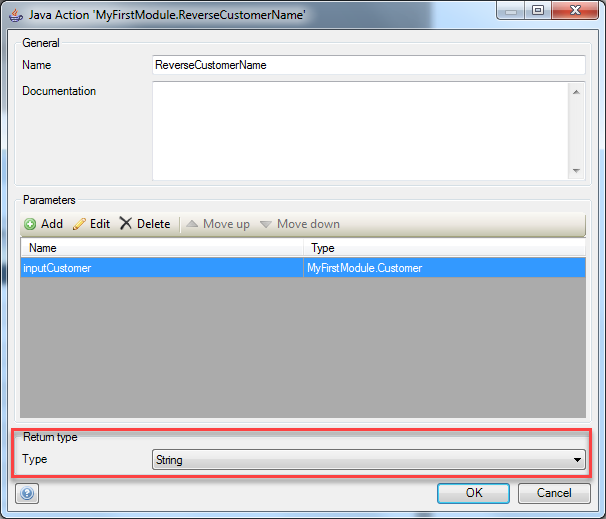 Java Action 'MyFirstModule.ReverseCustomerName'
General
Name ReverseCustomerName
Documentation
Parameters
Add Edit Delete Move up Move down
Name Type
inputCustomer MyFirstModule.Customer
Return type
Type String
OK Cancel